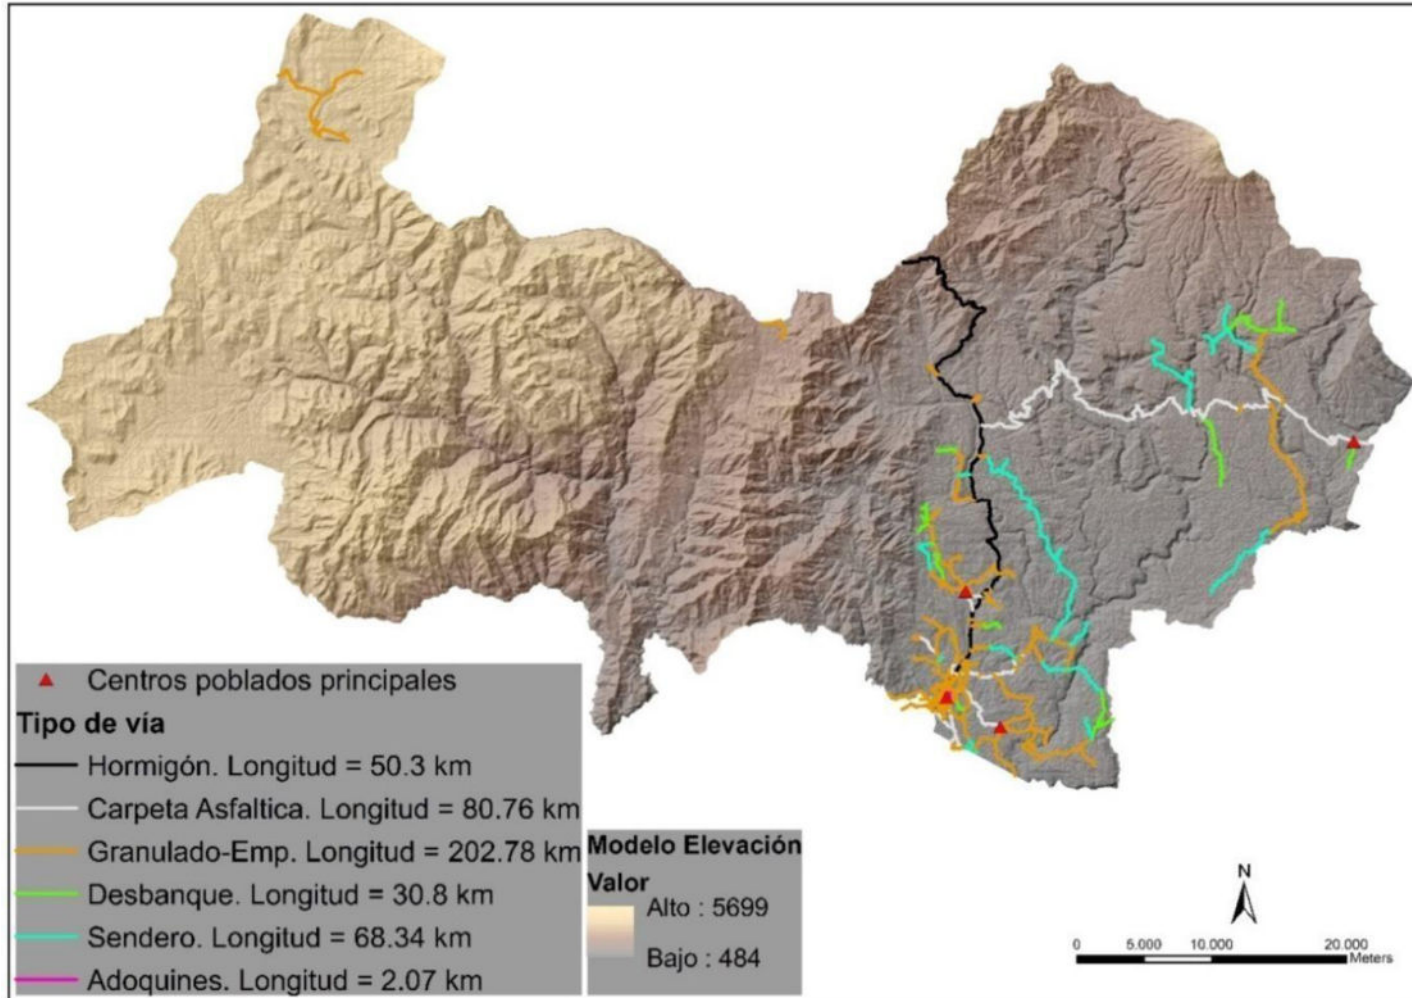 Centros poblados principales
Tipo de vía
Hormigón. Longitud = 50.3 km
Carpeta Asfaltica. Longitud = 80.76 km
Granulado-Emp. Longitud = 202.78 km
Desbanque. Longitud = 30.8 km
Sendero. Longitud = 68.34 km
Adoquines. Longitud = 2.07 km
Modelo Elevación
Valor
Alto : 5699
Bajo : 484
N
0 5.000 10.000 20.000
Meters